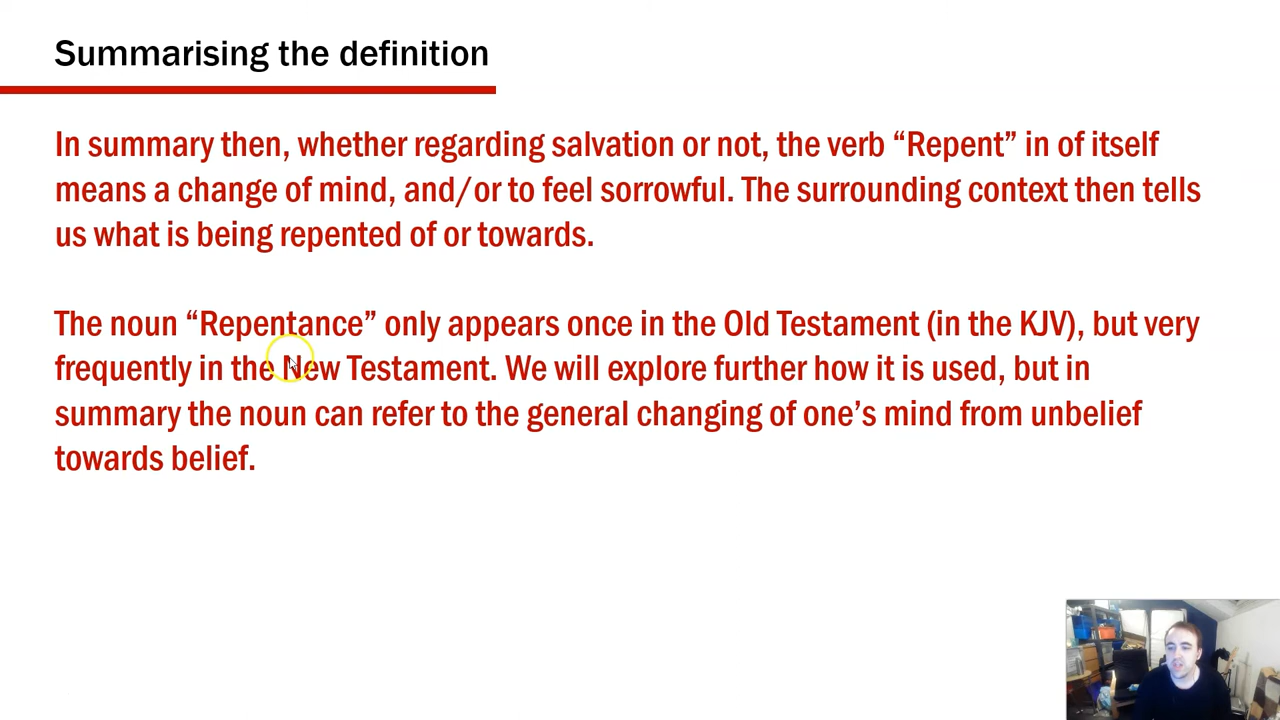 Summarising the definition
In summary then, whether regarding salvation or not, the verb “Repent” in of itself
means a change of mind, and/or to feel sorrowful. The surrounding context then tells
us what is being repented of or towards.
The noun “Repentance” only appears once in the Old Testament (in the KJV), but very
frequently in the New Testament. We will explore further how it is used, but in
summary the noun can refer to the general changing of one’s mind from unbelief
towards belief.